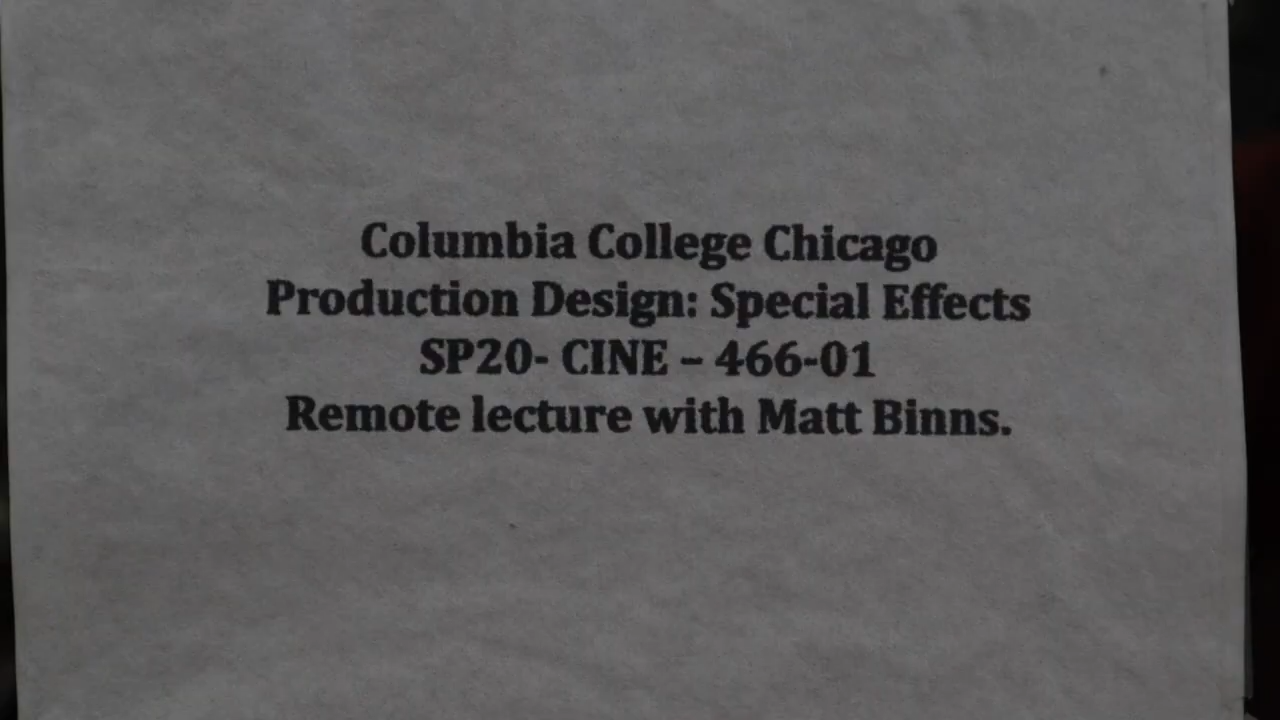 Columbia College Chicago
Production Design: Special Effects
SP20- CINE – 466-01
Remote lecture with Matt Binns.